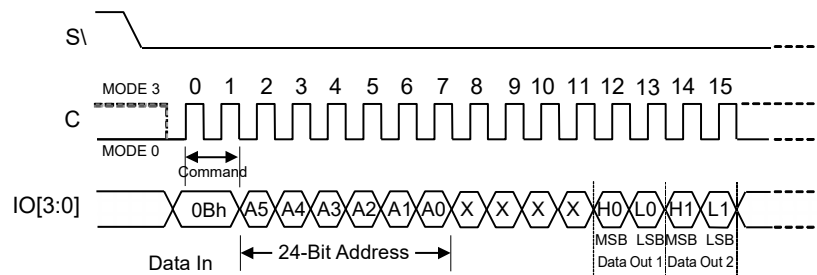 S\
MODE 3
0 1 2 3 4 5 6 7 8 9 10 11 12 13 14 15
C
MODE 0
Command
IO[3:0]
0Bh A5 A4 A3 A2 A1 A0 X X X X H0 L0 H1 L1
MSB LSB MSB LSB
Data In
24-Bit Address
Data Out 1 Data Out 2